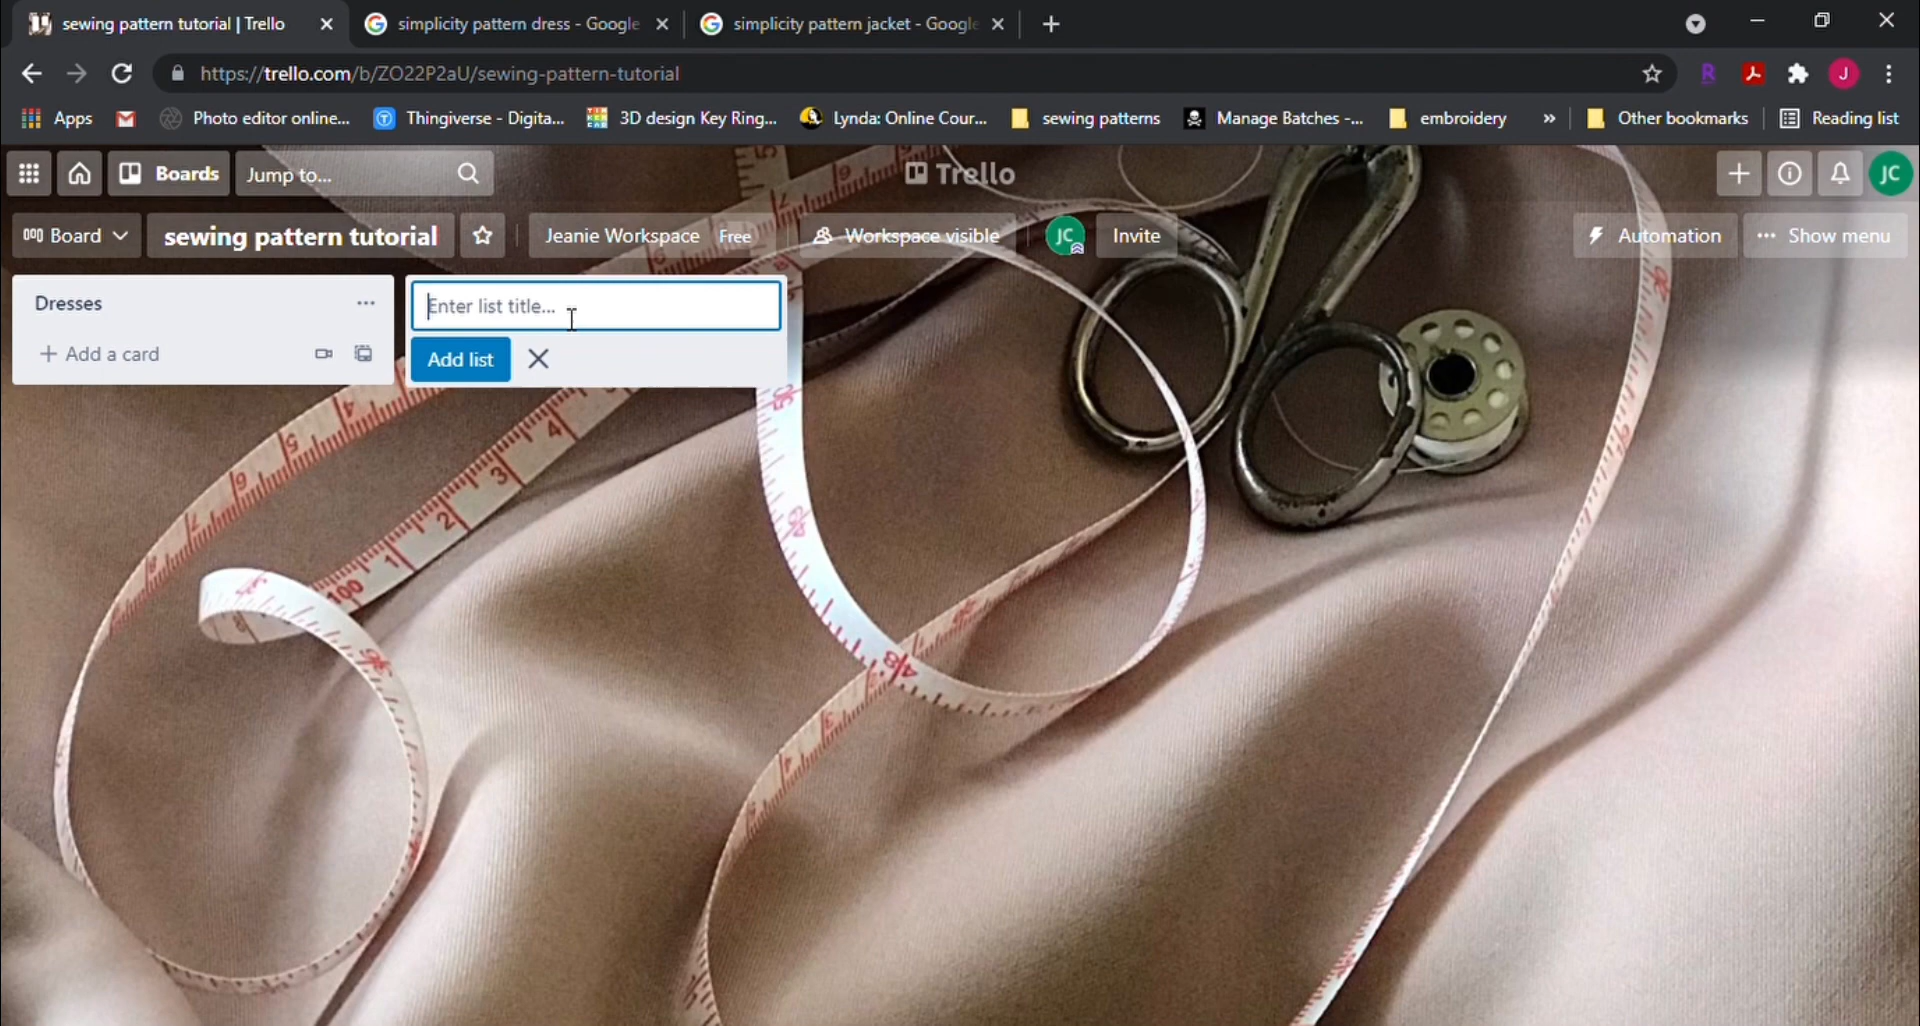 sewing pattern tutorial | Trello
simplicity pattern dress - Google
simplicity pattern jacket - Google
https://trello.com/b/ZO22P2aU/sewing-pattern-tutorial
J
Apps
Photo editor online...
Thingiverse - Digita...
3D design Key Ring...
Lynda: Online Cour...
sewing patterns
Manage Batches -...
embroidery
»
Other bookmarks
Reading list
Boards
Jump to...
Trello
JC
Board
sewing pattern tutorial
Jeanie Workspace Free
Workspace visible
JC
Invite
Automation
Show menu
Dresses
Enter list title...
+ Add a card
Add list